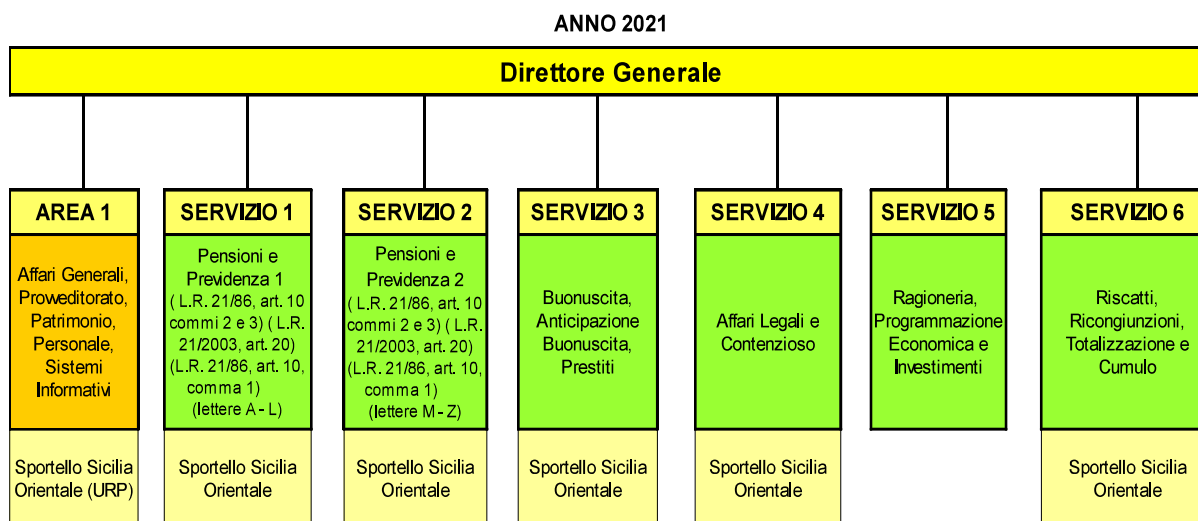 ANNO 2021
Direttore Generale
AREA 1
Affari Generali,
Provveditorato,
Patrimonio,
Personale,
Sistemi
Informativi
Sportello Sicilia
Orientale (URP)
SERVIZIO 1
Pensioni e
Previdenza 1
( L.R. 21/86, art. 10
commi 2 e 3) ( L.R.
21/2003, art. 20)
(L.R. 21/86, art. 10,
comma 1)
(lettere A - L)
Sportello Sicilia
Orientale
SERVIZIO 2
Pensioni e
Previdenza 2
( L.R. 21/86, art. 10
commi 2 e 3) ( L.R.
21/2003, art. 20)
(L.R. 21/86, art. 10,
comma 1)
(lettere M - Z)
Sportello Sicilia
Orientale
SERVIZIO 3
Buonuscita,
Anticipazione
Buonuscita,
Prestiti
Sportello Sicilia
Orientale
SERVIZIO 4
Affari Legali e
Contenzioso
Sportello Sicilia
Orientale
SERVIZIO 5
Ragioneria,
Programmazione
Economica e
Investimenti
SERVIZIO 6
Riscatti,
Ricongiunzioni,
Totalizzazione e
Cumulo
Sportello Sicilia
Orientale